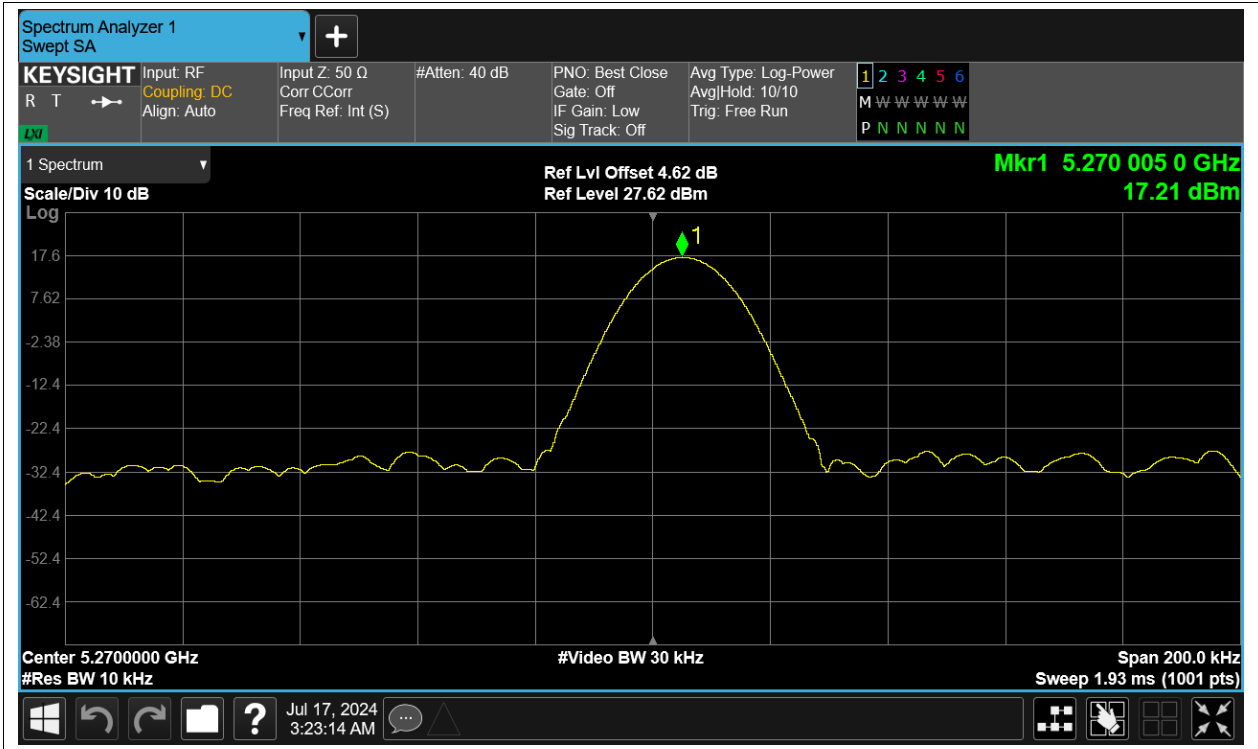 Spectrum Analyzer 1
Swept SA
KEYSIGHT
R T
LXI
Input: RF
Coupling: DC
Align: Auto
Input Z: 50 Ω
Corr CCorr
Freq Ref: Int (S)
#Atten: 40 dB
PNO: Best Close
Gate: Off
IF Gain: Low
Sig Track: Off
Avg Type: Log-Power
Avg|Hold: 10/10
Trig: Free Run
1 2 3 4 5 6
M W W W W W
P N N N N N
1 Spectrum
Scale/Div 10 dB
Log
Ref Lvl Offset 4.62 dB
Ref Level 27.62 dBm
Mkr1 5.270 005 0 GHz
17.21 dBm
1
17.6
7.62
-2.38
-12.4
-22.4
-32.4
-42.4
-52.4
-62.4
Center 5.2700000 GHz
#Res BW 10 kHz
#Video BW 30 kHz
Span 200.0 kHz
Sweep 1.93 ms (1001 pts)
?
Jul 17, 2024
3:23:14 AM